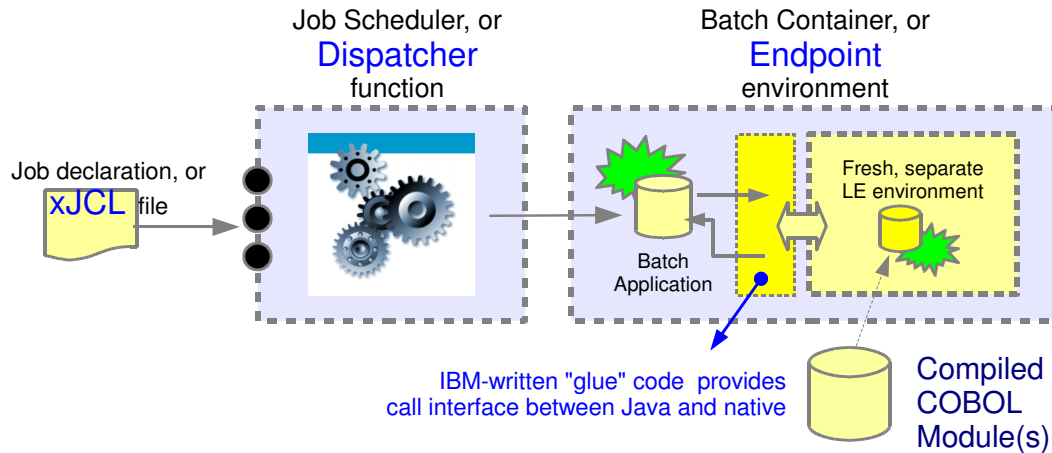 Job Scheduler, or
Dispatcher
function
Batch Container, or
Endpoint
environment
Job declaration, or
xJCL file
Fresh, separate
LE environment
Batch
Application
IBM-written "glue" code provides
call interface between Java and native
Compiled
COBOL
Module(s)